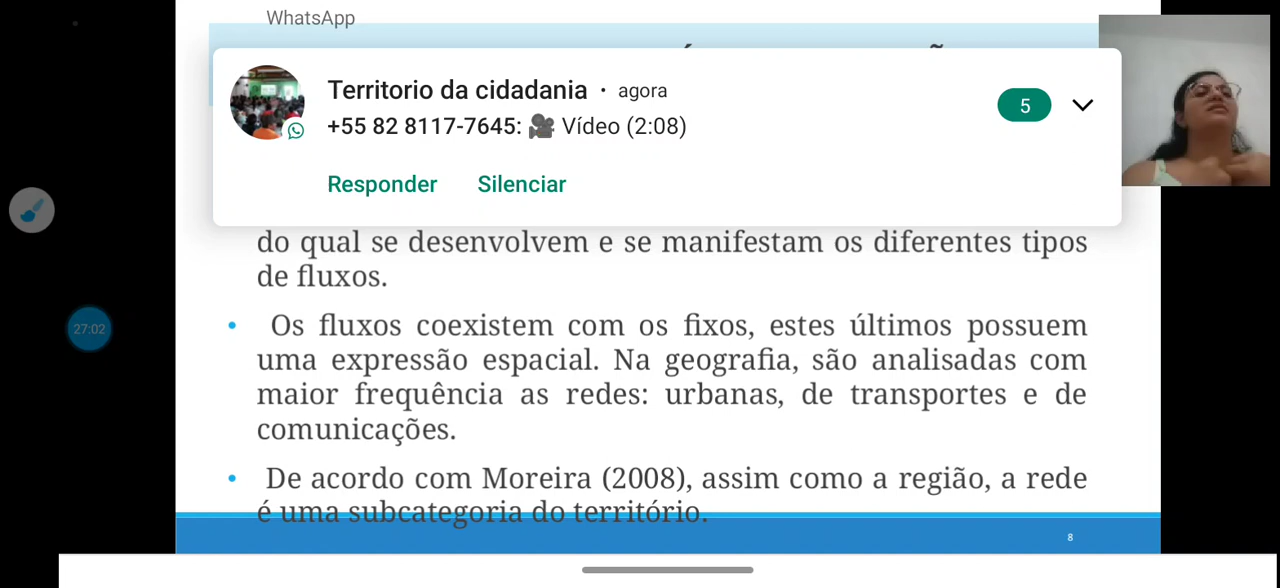 WhatsApp
Territorio da cidadania • agora
5
+55 82 8117-7645: 🎥 Vídeo (2:08)
Responder Silenciar
do qual se desenvolvem e se manifestam os diferentes tipos
de fluxos.
27:02
• Os fluxos coexistem com os fixos, estes últimos possuem
uma expressão espacial. Na geografia, são analisadas com
maior frequência as redes: urbanas, de transportes e de
comunicações.
• De acordo com Moreira (2008), assim como a região, a rede
é uma subcategoria do território.
8